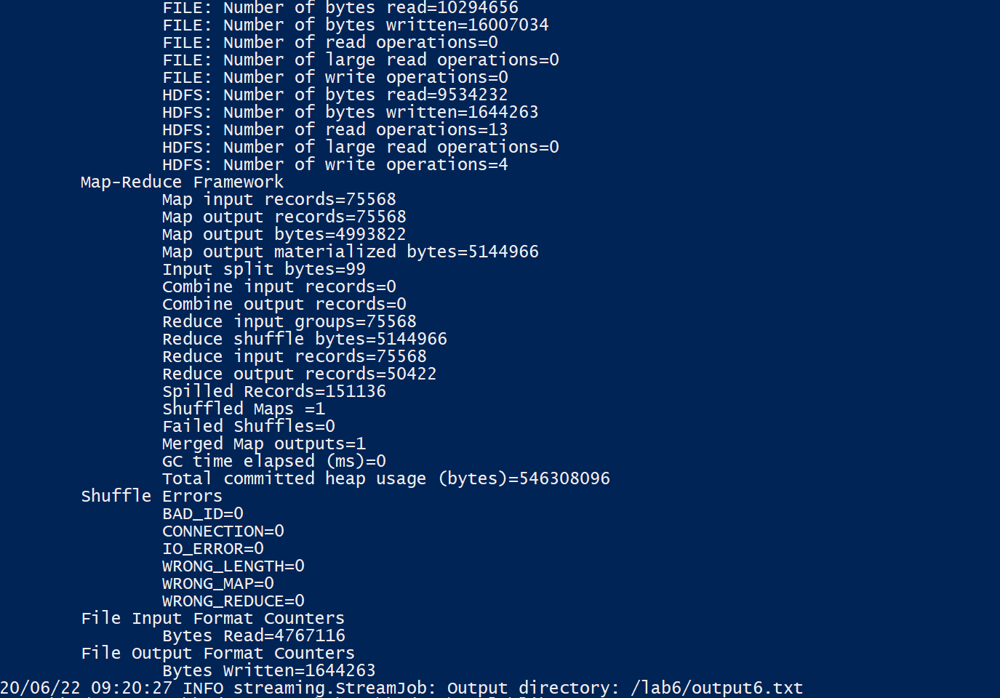 FILE: Number of bytes read=10294656
FILE: Number of bytes written=16007034
FILE: Number of read operations=0
FILE: Number of large read operations=0
FILE: Number of write operations=0
HDFS: Number of bytes read=9534232
HDFS: Number of bytes written=1644263
HDFS: Number of read operations=13
HDFS: Number of large read operations=0
HDFS: Number of write operations=4
Map-Reduce Framework
Map input records=75568
Map output records=75568
Map output bytes=4993822
Map output materialized bytes=5144966
Input split bytes=99
Combine input records=0
Combine output records=0
Reduce input groups=75568
Reduce shuffle bytes=5144966
Reduce input records=75568
Reduce output records=50422
Spilled Records=151136
Shuffled Maps =1
Failed Shuffles=0
Merged Map outputs=1
GC time elapsed (ms)=0
Total committed heap usage (bytes)=546308096
Shuffle Errors
BAD_ID=0
CONNECTION=0
IO_ERROR=0
WRONG_LENGTH=0
WRONG_MAP=0
WRONG_REDUCE=0
File Input Format Counters
Bytes Read=4767116
File Output Format Counters
Bytes Written=1644263
20/06/22 09:20:27 INFO streaming.StreamJob: Output directory: /lab6/output6.txt